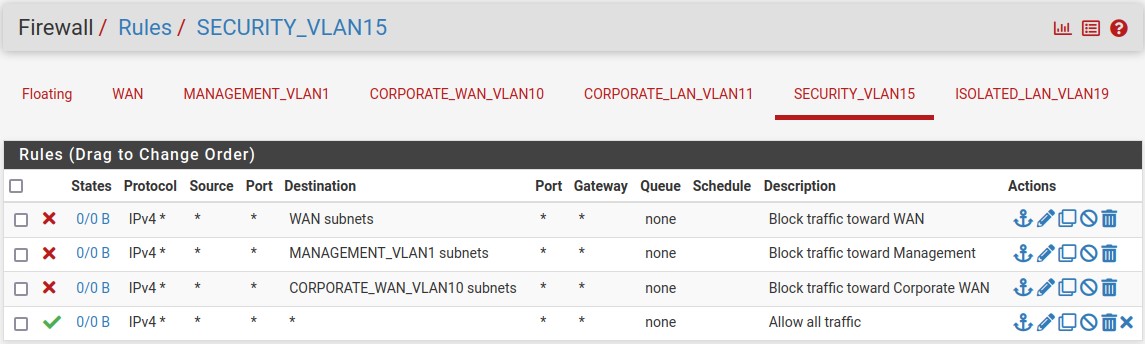 Firewall / Rules / SECURITY_VLAN15
Floating WAN MANAGEMENT_VLAN1 CORPORATE_WAN_VLAN10 CORPORATE_LAN_VLAN11 SECURITY_VLAN15 ISOLATED_LAN_VLAN19
Rules (Drag to Change Order)
States Protocol Source Port Destination Port Gateway Queue Schedule Description Actions
0/0 B IPv4 * * * WAN subnets * * none Block traffic toward WAN
0/0 B IPv4 * * * MANAGEMENT_VLAN1 subnets * * none Block traffic toward Management
0/0 B IPv4 * * * CORPORATE_WAN_VLAN10 subnets * * none Block traffic toward Corporate WAN
0/0 B IPv4 * * * * * * none Allow all traffic